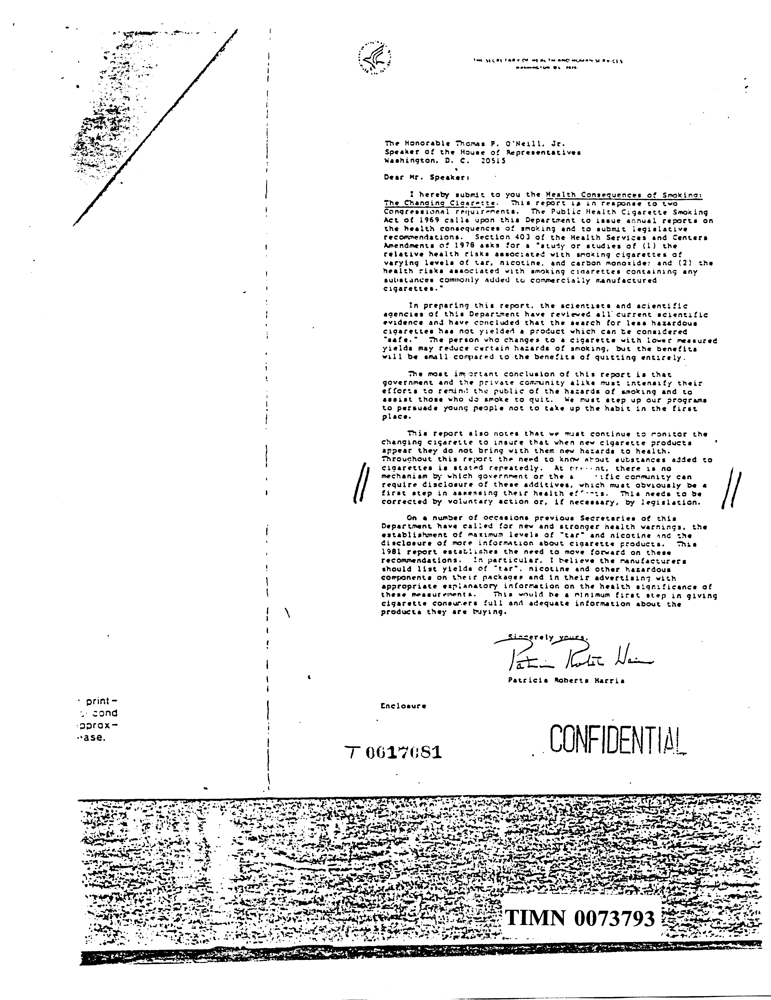 THE SECRETARY OF HEALTH AND HUMAN SERVICES
WASHINGTON, D.C.
The Honorable Thomas P. O'Neill, Jr.
Speaker of the House of Representatives
Washington, D. C. 20515
Dear Mr. Speaker:
I hereby submit to you the Health Consequences of Smoking:
The Changing Cigarette. This report is in response to two
Congressional requirements. The Public Health Cigarette Smoking
Act of 1969 calls upon this Department to issue annual reports on
the health consequences of smoking and to submit legislative
recommendations. Section 403 of the Health Services and Centers
Amendments of 1978 asks for a "study or studies of (1) the
relative health risks associated with smoking cigarettes of
varying levels of tar, nicotine, and carbon monoxide; and (2) the
health risks associated with smoking cigarettes containing any
substances commonly added to commercially manufactured
cigarettes."
In preparing this report, the scientists and scientific
agencies of this Department have reviewed all current scientific
evidence and have concluded that the search for less hazardous
cigarettes has not yielded a product which can be considered
"safe." The person who changes to a cigarette with lower measured
yields may reduce certain hazards of smoking, but the benefits
will be small compared to the benefits of quitting entirely.
The most important conclusion of this report is that
government and the private community alike must intensify their
efforts to remind the public of the hazards of smoking and to
assist those who do smoke to quit. We must step up our programs
to persuade young people not to take up the habit in the first
place.
This report also notes that we must continue to monitor the
changing cigarette to insure that when new cigarette products
appear they do not bring with them new hazards to health.
Throughout this report the need to know about substances added to
cigarettes is stated repeatedly. At present, there is no
mechanism by which government or the s ific community can
require disclosure of these additives, which must obviously be a
first step in assessing their health effects. This needs to be
corrected by voluntary action or, if necessary, by legislation.
On a number of occasions previous Secretaries of this
Department have called for new and stronger health warnings, the
establishment of maximum levels of "tar" and nicotine and the
disclosure of more information about cigarette products. This
1981 report establishes the need to move forward on these
recommendations. In particular, I believe the manufacturers
should list yields of "tar", nicotine and other hazardous
components on their packages and in their advertising with
appropriate explanatory information on the health significance of
these measurements. This would be a minimum first step in giving
cigarette consumers full and adequate information about the
products they are buying.
Sincerely yours,
Patricia Roberts Harris
Enclosure
print-
cond
approx-
ase.
T 0017081
CONFIDENTIAL
TIMN 0073793